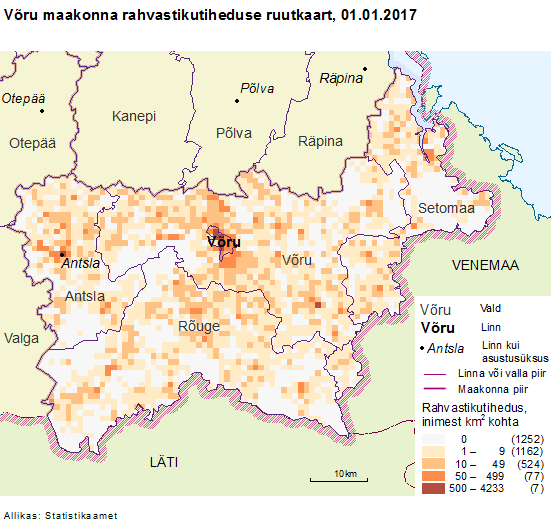 Võru maakonna rahvastikutiheduse ruutkaart, 01.01.2017
Räpina
Põlva
Otepää
Kanepi
Põlva
Räpina
Otepää
Setomaa
Võru
Võru
Antsla
VENEMAA
Antsla
Rõuge
Valga
LÄTI
Võru Vald
Võru Linn
Antsla Linn kui
asustusüksus
Linna või valla piir
Maakonna piir
Rahvastikutihedus,
inimest km² kohta
0 (1252)
1 – 9 (1162)
10 – 49 (524)
50 – 499 (77)
500 – 4233 (7)
10km
Allikas: Statistikaamet